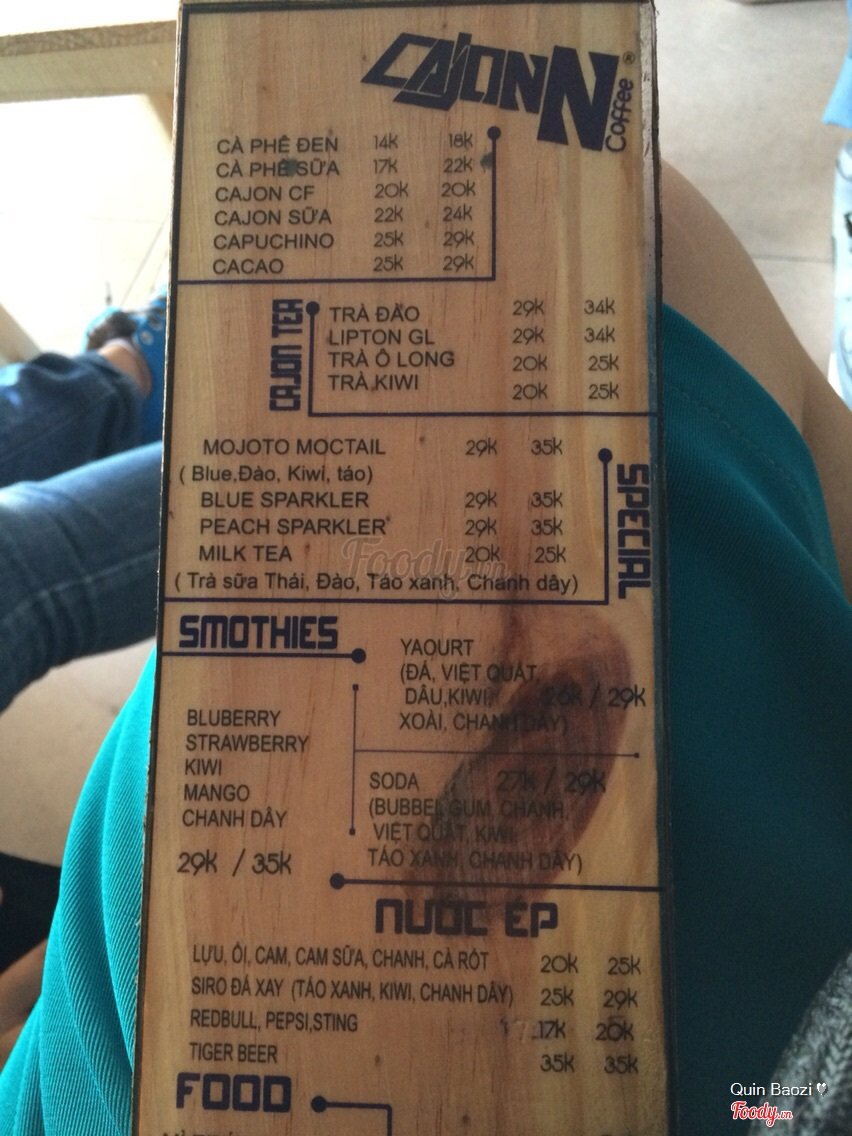 CAJONN Coffee ®
CÀ PHÊ ĐEN 14k 18k
CÀ PHÊ SỮA 17k 22k
CAJON CF 20k 20k
CAJON SỮA 22k 24k
CAPUCHINO 25k 29k
CACAO 25k 29k
CAJON TEA
TRÀ ĐÀO 29k 34k
LIPTON GL 29k 34k
TRÀ Ô LONG 20k 25k
TRÀ KIWI 20k 25k
SPECIAL
MOJOTO MOCTAIL 29k 35k
( Blue,Đào, Kiwi, táo)
BLUE SPARKLER 29k 35k
PEACH SPARKLER 29k 35k
MILK TEA 20k 25k
( Trà sữa Thái, Đào, Táo xanh, Chanh dây)
Foody.vn
SMOTHIES
BLUBERRY
STRAWBERRY
KIWI
MANGO
CHANH DÂY
29k / 35k
YAOURT
(ĐÁ, VIỆT QUẤT,
DÂU,KIWI, 26k / 29k
XOÀI, CHANH DÂY)
SODA 27k / 29k
(BUBBEL GUM, CHANH,
VIỆT QUẤT, KIWI,
TÁO XANH, CHANH DÂY)
NƯỚC ÉP
LỰU, ỔI, CAM, CAM SỮA, CHANH, CÀ RỐT 20k 25k
SIRO ĐÁ XAY (TÁO XANH, KIWI, CHANH DÂY) 25k 29k
REDBULL, PEPSI,STING 17k 20k
TIGER BEER 35k 35k
FOOD
Quin Baozi
Foody.vn